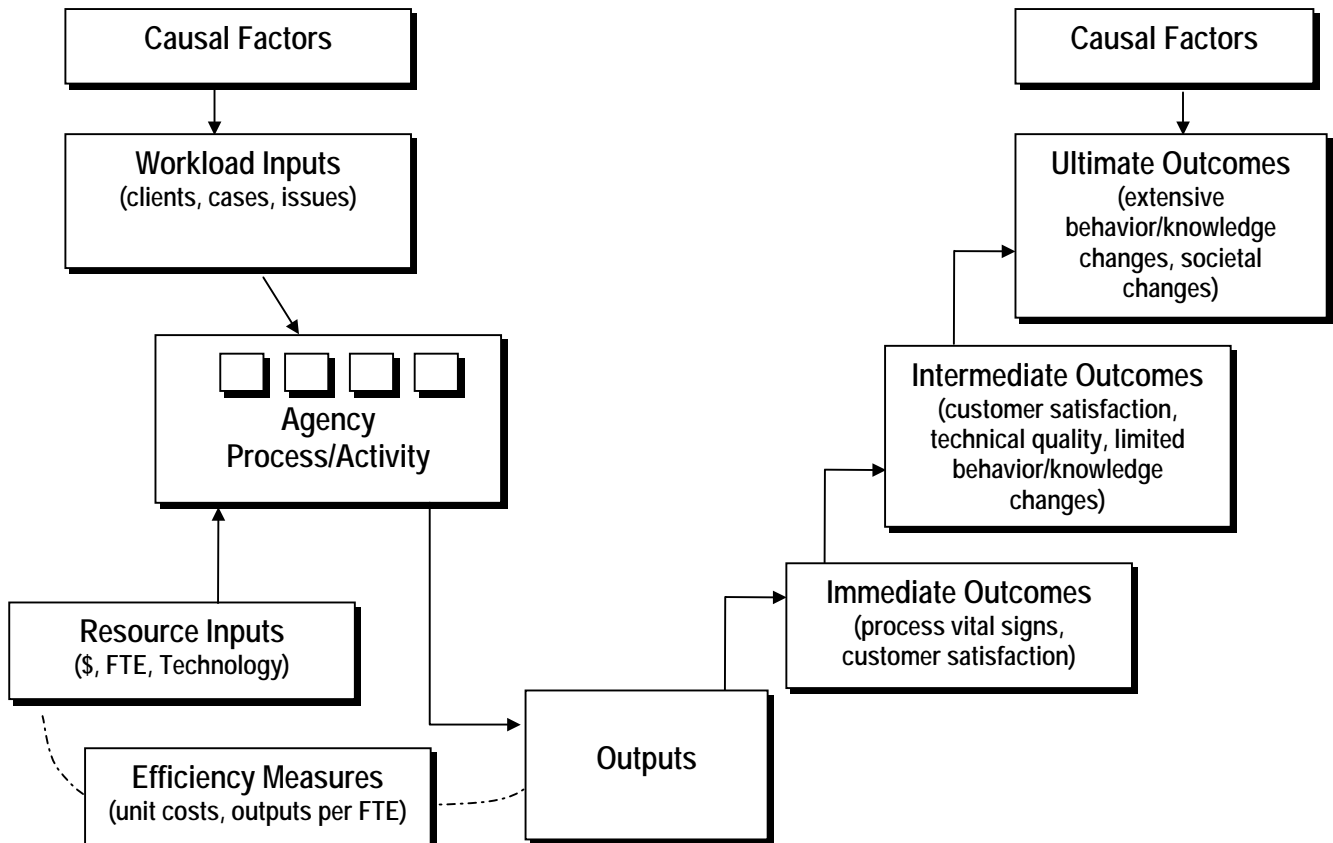 Causal Factors
Workload Inputs
(clients, cases, issues)
Agency
Process/Activity
Resource Inputs
($, FTE, Technology)
Efficiency Measures
(unit costs, outputs per FTE)
Outputs
Immediate Outcomes
(process vital signs,
customer satisfaction)
Intermediate Outcomes
(customer satisfaction,
technical quality, limited
behavior/knowledge
changes)
Causal Factors
Ultimate Outcomes
(extensive
behavior/knowledge
changes, societal
changes)